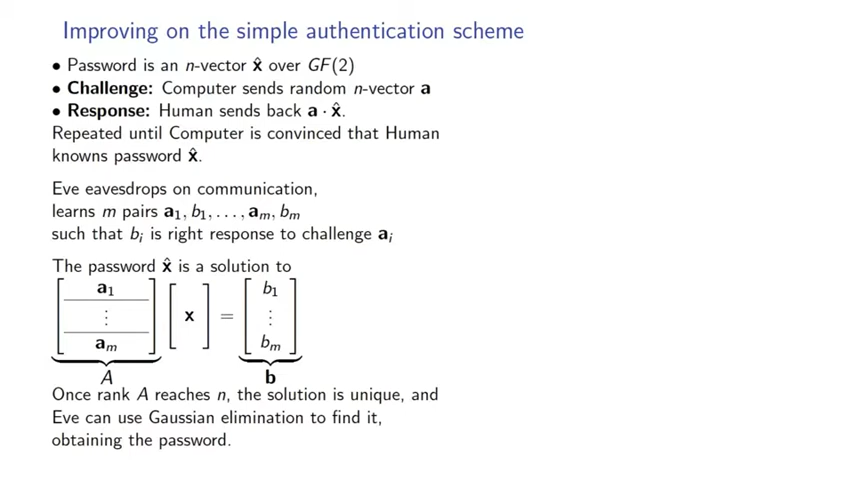 Improving on the simple authentication scheme
• Password is an n-vector x̂ over GF(2)
• Challenge: Computer sends random n-vector a
• Response: Human sends back a · x̂.
Repeated until Computer is convinced that Human
knowns password x̂.
Eve eavesdrops on communication,
learns m pairs a₁, b₁, . . . , aₘ, bₘ
such that bᵢ is right response to challenge aᵢ
The password x̂ is a solution to
[ a₁ ⋮ aₘ ] [ x ] = [ b₁ ⋮ bₘ ]
A b
Once rank A reaches n, the solution is unique, and
Eve can use Gaussian elimination to find it,
obtaining the password.